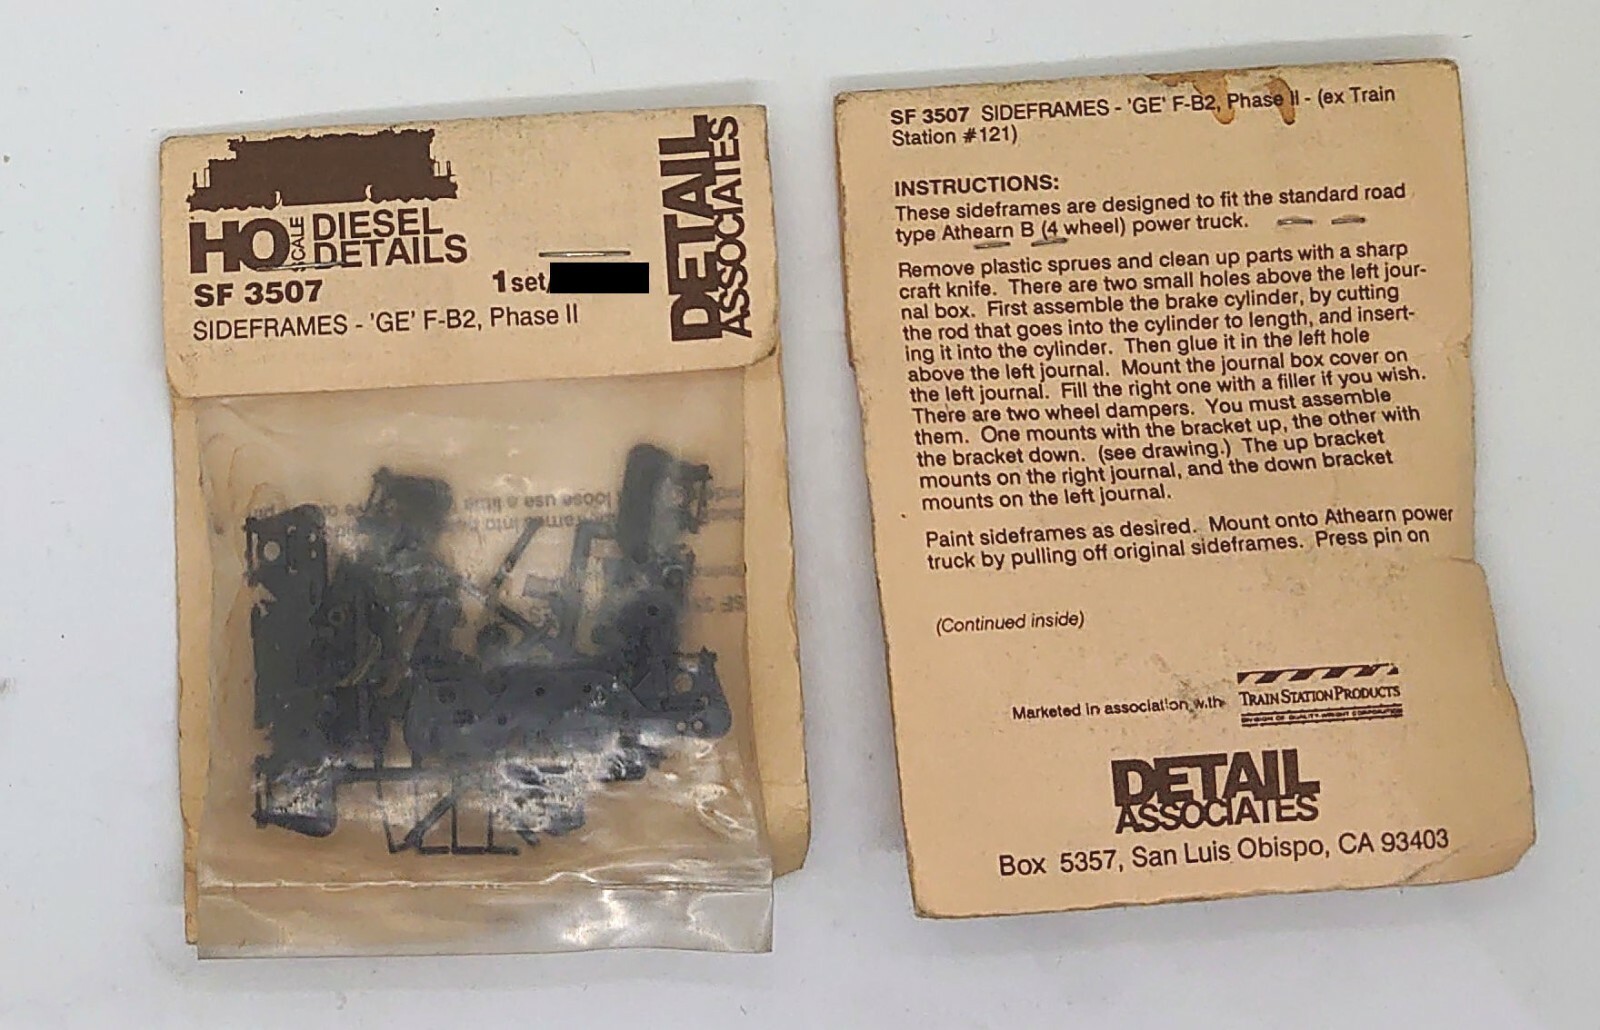 HO SCALE DIESEL
DETAILS
DETAIL
ASSOCIATES
SF 3507
1 set/
SIDEFRAMES - 'GE' F-B2, Phase II
loose use a little
SF 3507 SIDEFRAMES - 'GE' F-B2, Phase II - (ex Train
Station #121)
INSTRUCTIONS:
These sideframes are designed to fit the standard road
type Athearn B (4 wheel) power truck.
Remove plastic sprues and clean up parts with a sharp
craft knife. There are two small holes above the left jour-
nal box. First assemble the brake cylinder, by cutting
the rod that goes into the cylinder to length, and insert-
ing it into the cylinder. Then glue it in the left hole
above the left journal. Mount the journal box cover on
the left journal. Fill the right one with a filler if you wish.
There are two wheel dampers. You must assemble
them. One mounts with the bracket up, the other with
the bracket down. (see drawing.) The up bracket
mounts on the right journal, and the down bracket
mounts on the left journal.
Paint sideframes as desired. Mount onto Athearn power
truck by pulling off original sideframes. Press pin on
(Continued inside)
Marketed in association with
TRAIN STATION PRODUCTS
DIVISION OF QUALITY WRIGHT CORPORATION
DETAIL
ASSOCIATES
Box 5357, San Luis Obispo, CA 93403